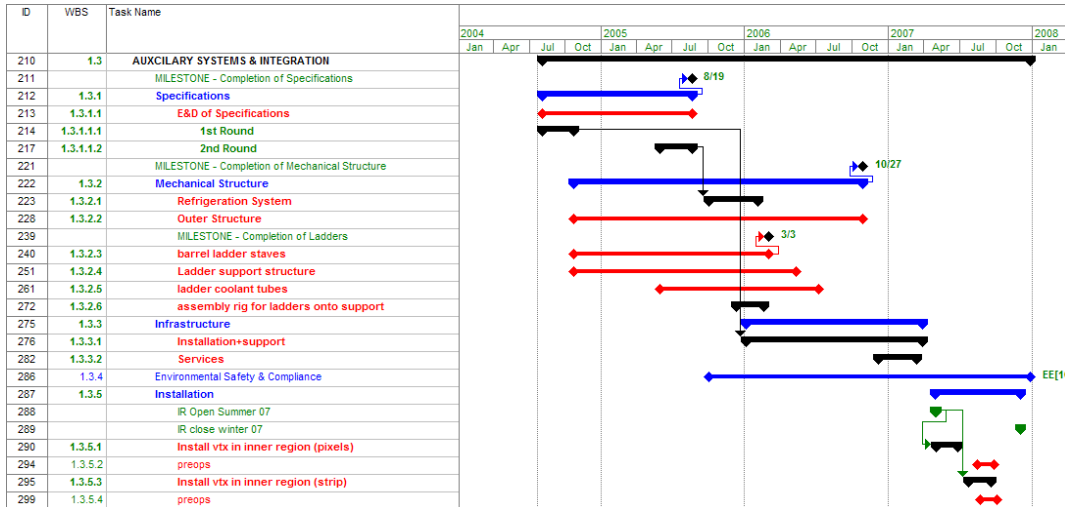 ID WBS Task Name
2004 2005 2006 2007 2008
Jan Apr Jul Oct Jan Apr Jul Oct Jan Apr Jul Oct Jan Apr Jul Oct Jan
210 1.3 AUXCILARY SYSTEMS & INTEGRATION
211 MILESTONE - Completion of Specifications 8/19
212 1.3.1 Specifications
213 1.3.1.1 E&D of Specifications
214 1.3.1.1.1 1st Round
217 1.3.1.1.2 2nd Round
221 MILESTONE - Completion of Mechanical Structure 10/27
222 1.3.2 Mechanical Structure
223 1.3.2.1 Refrigeration System
228 1.3.2.2 Outer Structure
239 MILESTONE - Completion of Ladders 3/3
240 1.3.2.3 barrel ladder staves
251 1.3.2.4 Ladder support structure
261 1.3.2.5 ladder coolant tubes
272 1.3.2.6 assembly rig for ladders onto support
275 1.3.3 Infrastructure
276 1.3.3.1 Installation+support
282 1.3.3.2 Services
286 1.3.4 Environmental Safety & Compliance EE[10
287 1.3.5 Installation
288 IR Open Summer 07
289 IR close winter 07
290 1.3.5.1 Install vtx in inner region (pixels)
294 1.3.5.2 preops
295 1.3.5.3 Install vtx in inner region (strip)
299 1.3.5.4 preops